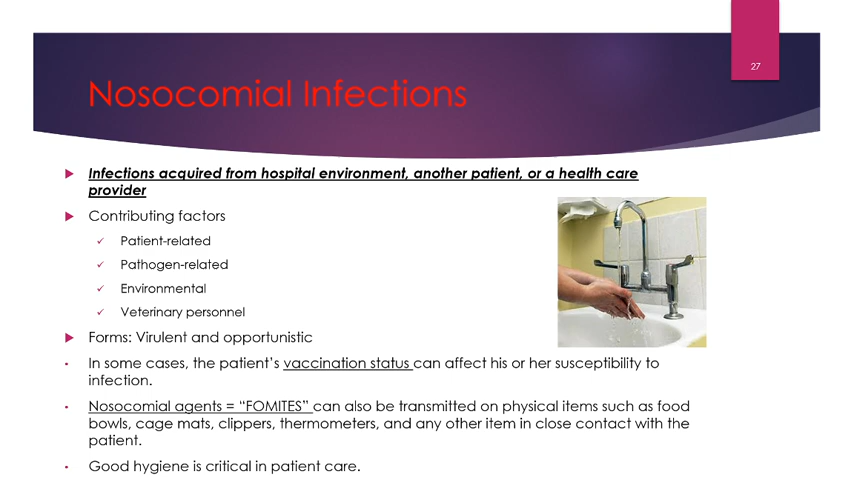 27
Nosocomial Infections
Infections acquired from hospital environment, another patient, or a health care
provider
Contributing factors
Patient-related
Pathogen-related
Environmental
Veterinary personnel
Forms: Virulent and opportunistic
In some cases, the patient’s vaccination status can affect his or her susceptibility to
infection.
Nosocomial agents = “FOMITES” can also be transmitted on physical items such as food
bowls, cage mats, clippers, thermometers, and any other item in close contact with the
patient.
Good hygiene is critical in patient care.